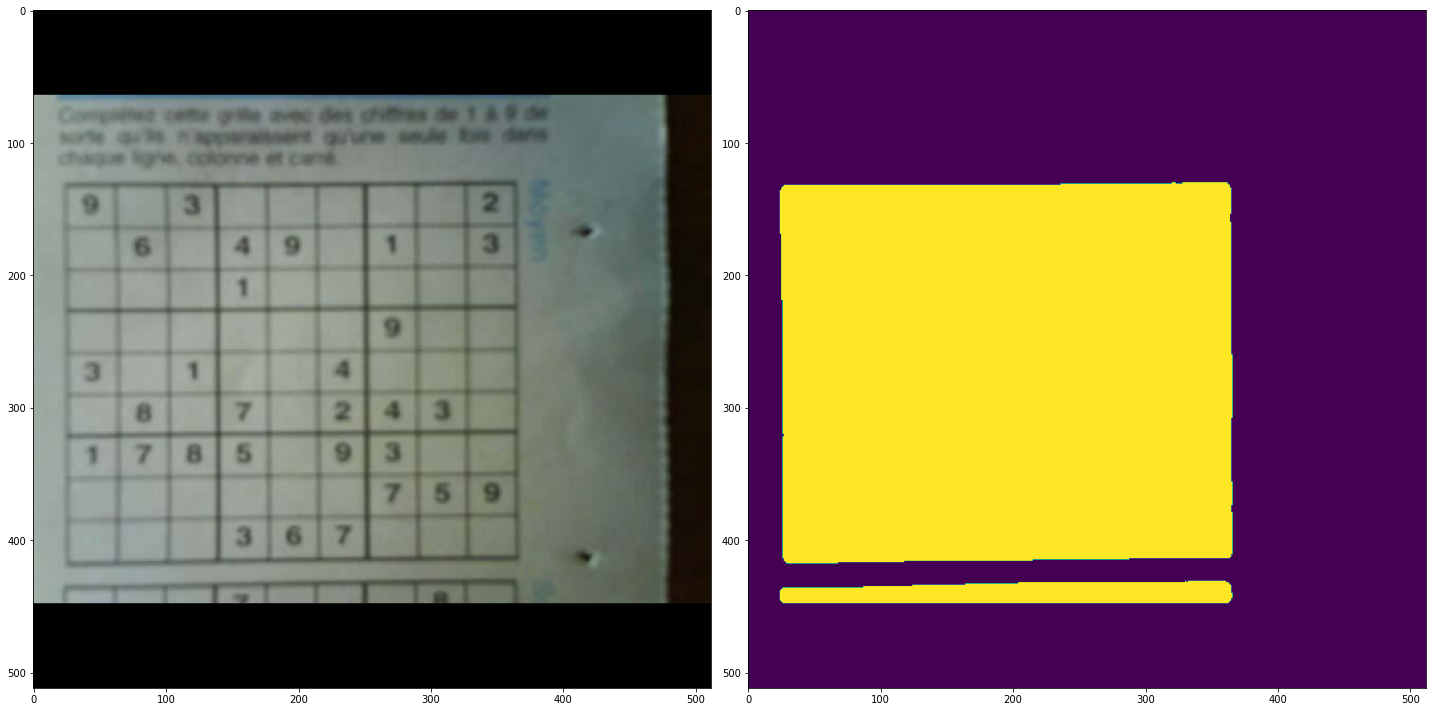 0 100 200 300 400 500
Complétez cette grille avec des chiffres de 1 à 9 de
sorte qu'ils n'apparaissent qu'une seule fois dans
chaque ligne, colonne et carré.
Moyen
9 3 2
6 4 9 1 3
1
9
3 1 4
8 7 2 4 3
1 7 8 5 9 3
7 5 9
3 6 7
7 8
0 100 200 300 400 500
0 100 200 300 400 500
0 100 200 300 400 500